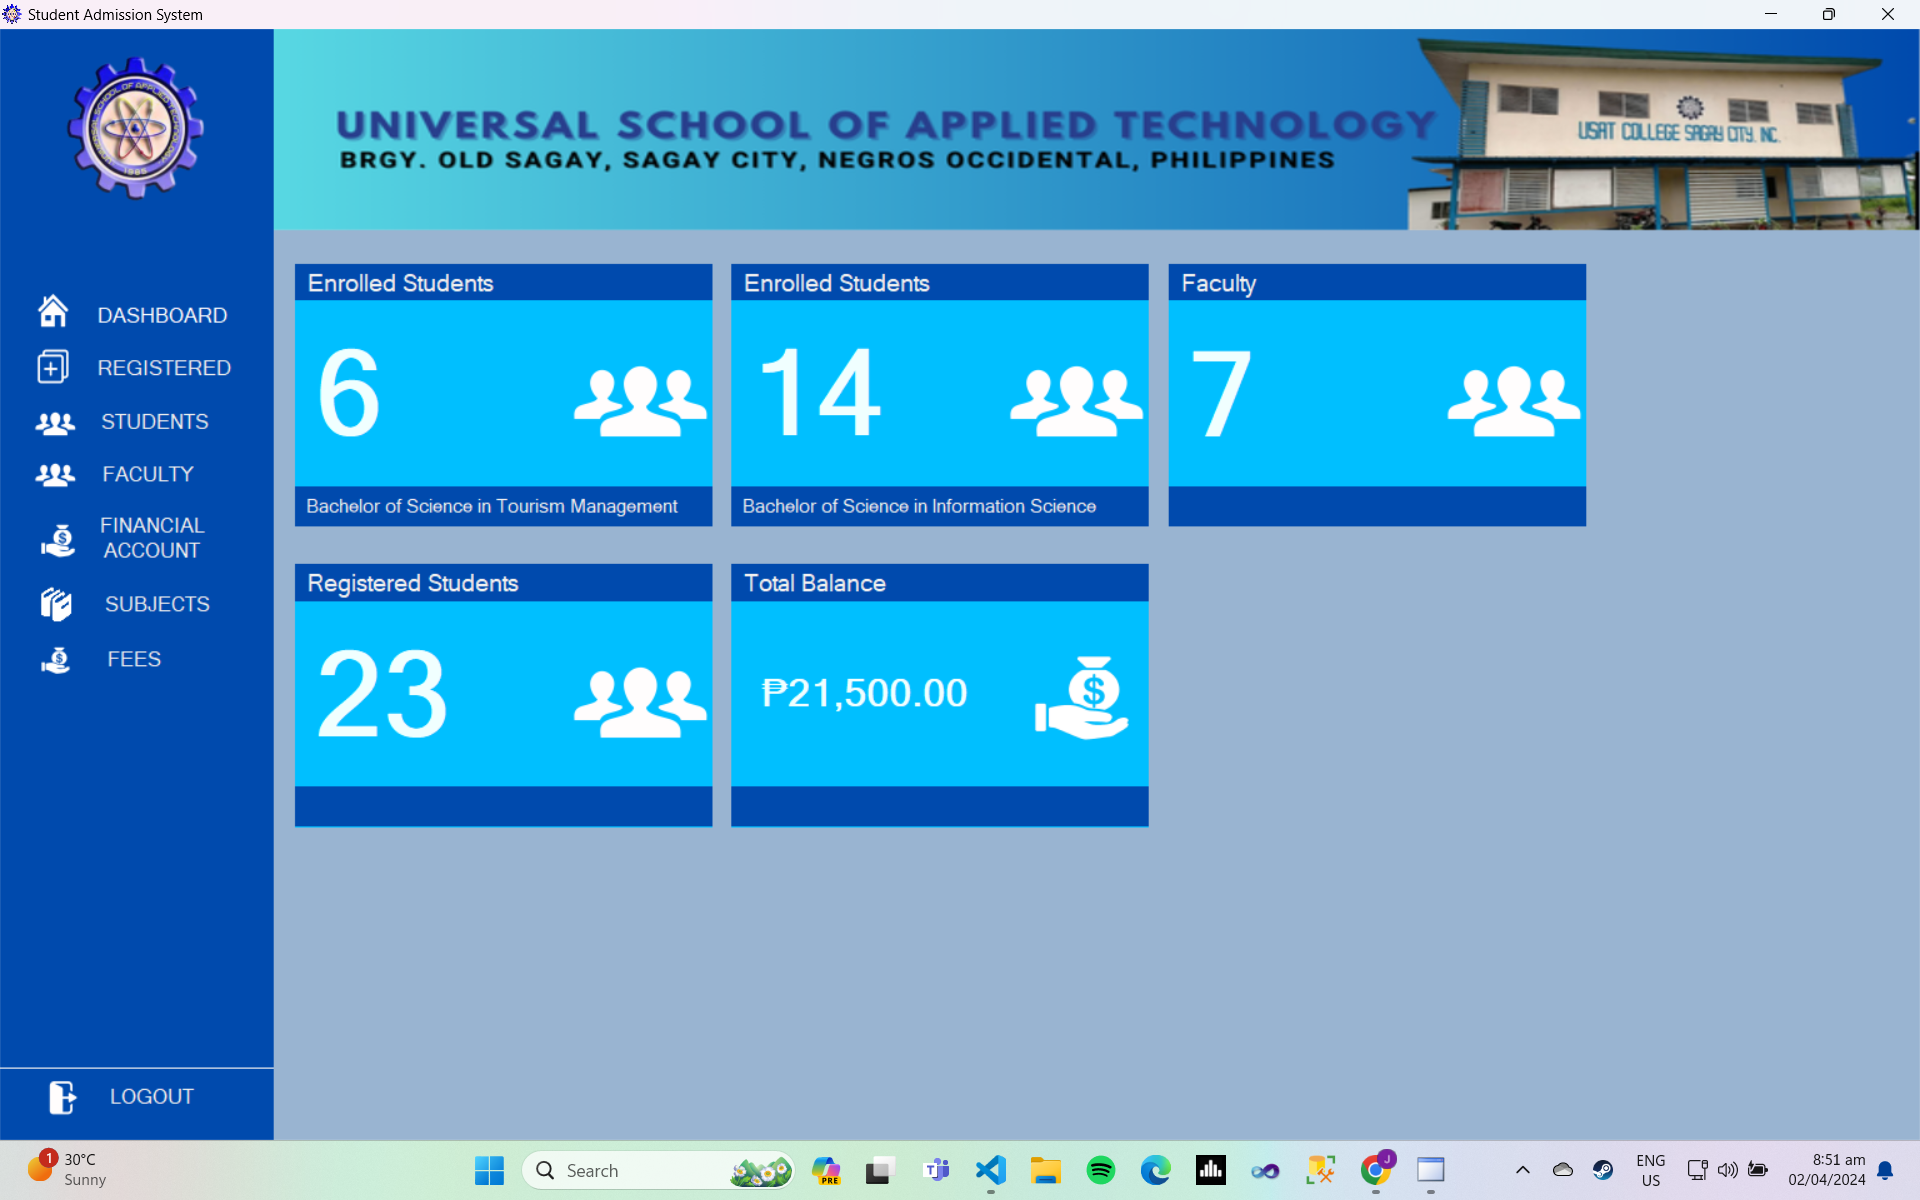 Student Admission System
UNIVERSAL SCHOOL OF APPLIED TECHNOLOGY
BRGY. OLD SAGAY, SAGAY CITY, NEGROS OCCIDENTAL, PHILIPPINES
USAT COLLEGE SAGAY CITY, INC.
1985
DASHBOARD
REGISTERED
STUDENTS
FACULTY
FINANCIAL
ACCOUNT
SUBJECTS
FEES
LOGOUT
Enrolled Students
6
Bachelor of Science in Tourism Management
Enrolled Students
14
Bachelor of Science in Information Science
Faculty
7
Registered Students
23
Total Balance
₱21,500.00
$
1
30°C
Sunny
Search
PRE
J
ENG
US
8:51 am
02/04/2024